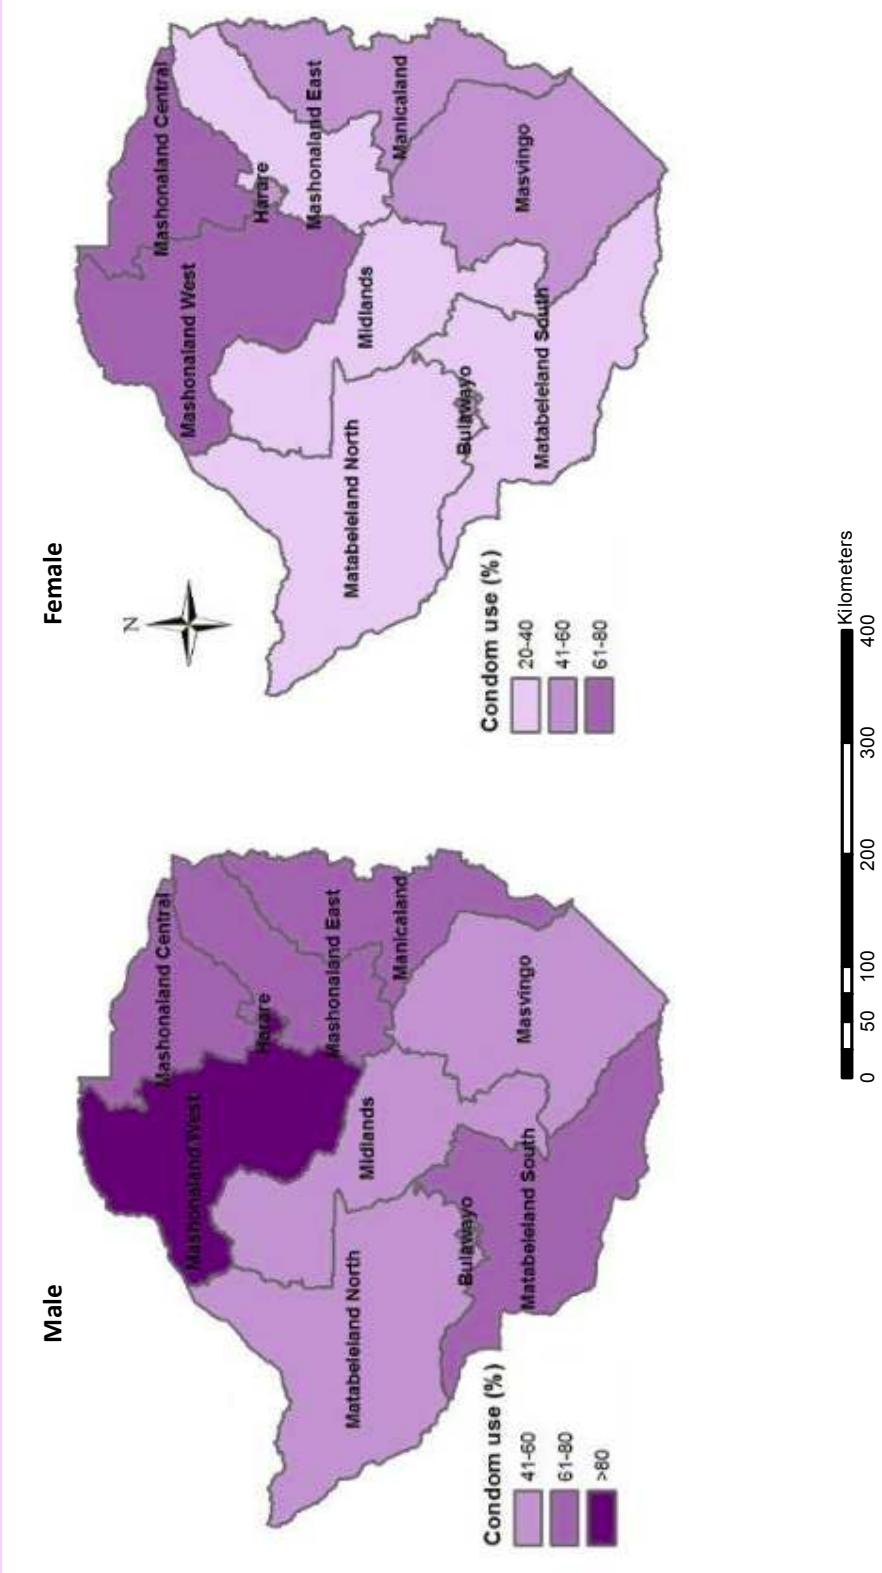 Male
Mashonaland Central
Mashonaland West
Harare
Mashonaland East
Midlands
Manicaland
Matabeleland North
Bulawayo
Masvingo
Matabeleland South
Condom use (%)
41-60
61-80
>80
Female
N
Mashonaland Central
Mashonaland West
Harare
Mashonaland East
Midlands
Manicaland
Matabeleland North
Bulawayo
Masvingo
Matabeleland South
Condom use (%)
20-40
41-60
61-80
0 50 100 200 300 400
Kilometers